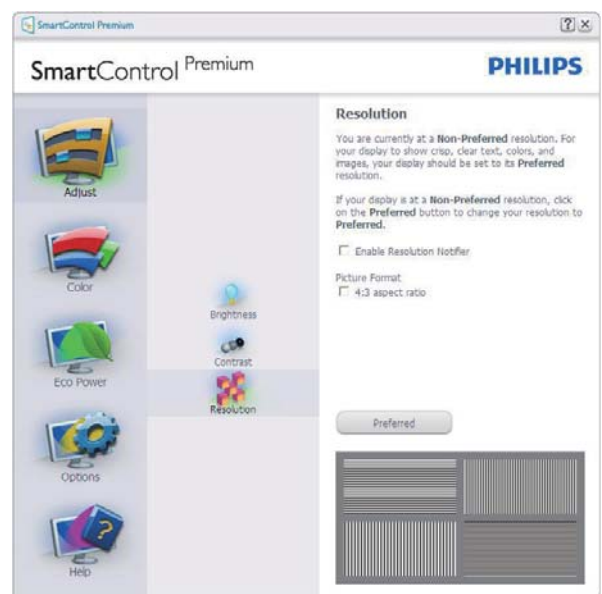 SmartControl Premium
SmartControl Premium
PHILIPS
Adjust
Color
Eco Power
Options
Help
Brightness
Contrast
Resolution
Resolution
You are currently at a Non-Preferred resolution. For
your display to show crisp, clear text, colors, and
images, your display should be set to its Preferred
resolution.
If your display is at a Non-Preferred resolution, click
on the Preferred button to change your resolution to
Preferred.
Enable Resolution Notifier
Picture Format
4:3 aspect ratio
Preferred